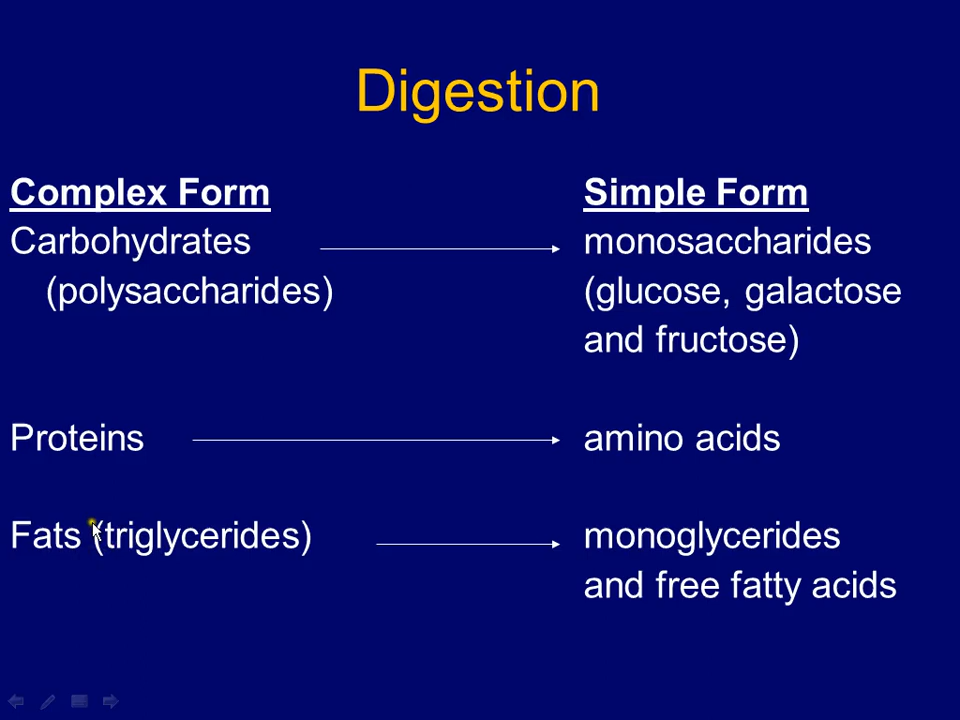 Digestion
Complex Form Simple Form
Carbohydrates monosaccharides
(polysaccharides) (glucose, galactose
and fructose)
Proteins amino acids
Fats (triglycerides) monoglycerides
and free fatty acids